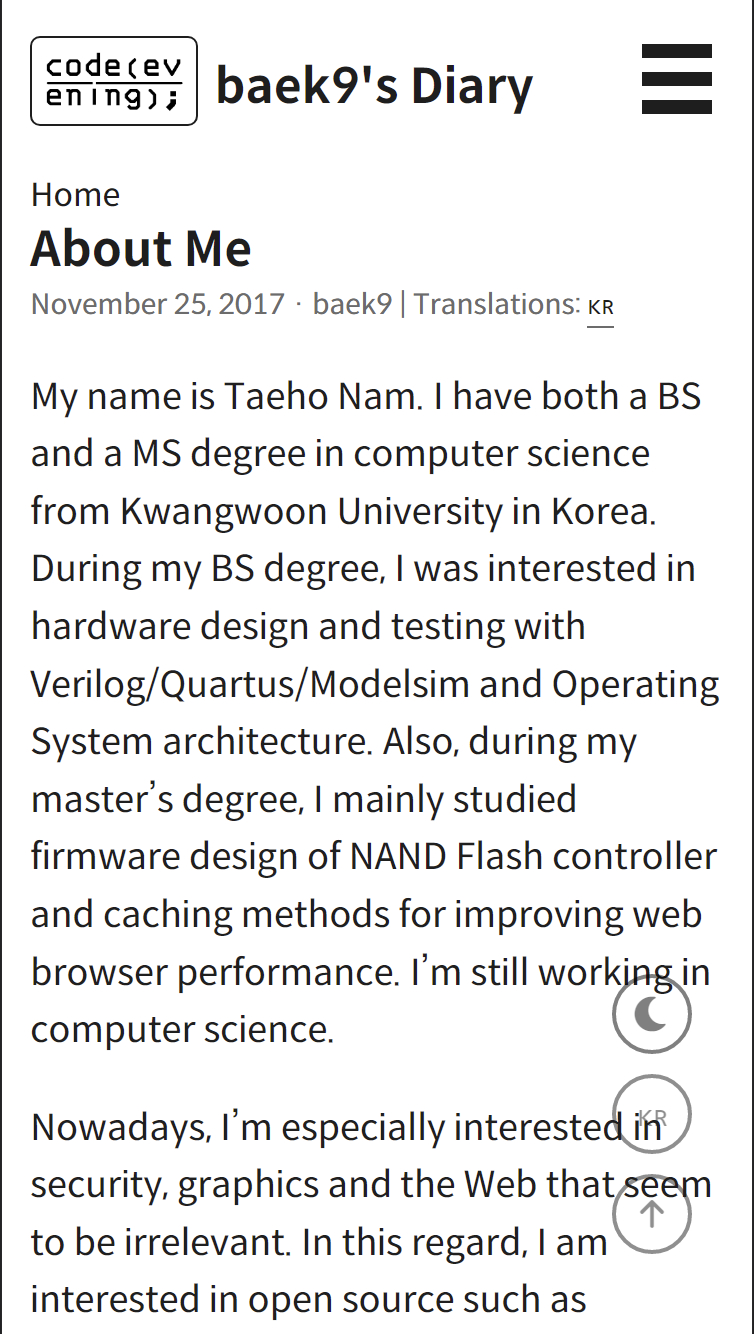 code(ev
ening);
baek9's Diary
Home
About Me
November 25, 2017 · baek9 | Translations: KR
My name is Taeho Nam. I have both a BS
and a MS degree in computer science
from Kwangwoon University in Korea.
During my BS degree, I was interested in
hardware design and testing with
Verilog/Quartus/Modelsim and Operating
System architecture. Also, during my
master’s degree, I mainly studied
firmware design of NAND Flash controller
and caching methods for improving web
browser performance. I’m still working in
computer science.
Nowadays, I’m especially interested in
KR
security, graphics and the Web that seem
to be irrelevant. In this regard, I am
interested in open source such as